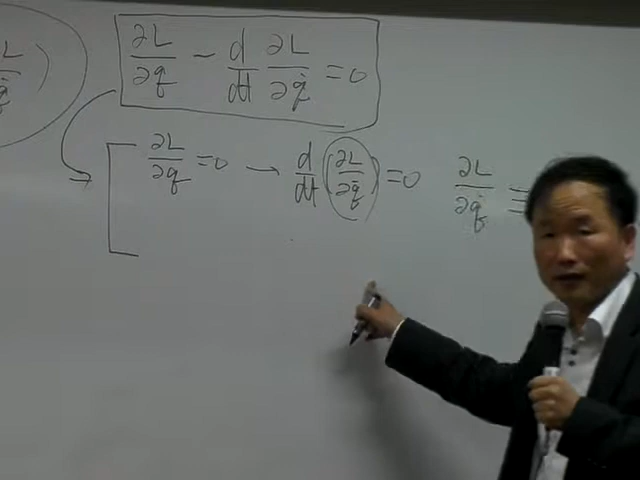 ∂L/∂q − d/dt ∂L/∂q̇ = 0
∂L/∂q = 0 → d/dt (∂L/∂q̇) = 0 ∂L/∂q̇ ≡
L/q̇ )